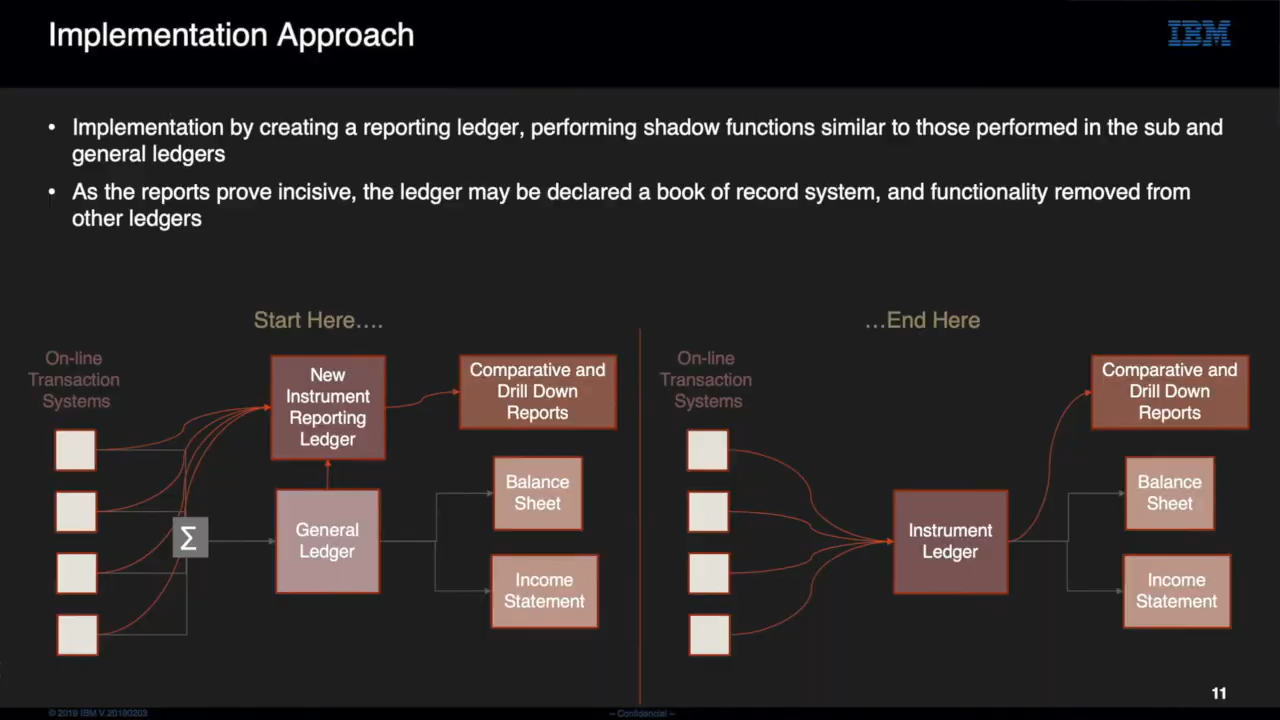 Implementation Approach
IBM
• Implementation by creating a reporting ledger, performing shadow functions similar to those performed in the sub and
general ledgers
• As the reports prove incisive, the ledger may be declared a book of record system, and functionality removed from
other ledgers
Start Here….
On-line
Transaction
Systems
New
Instrument
Reporting
Ledger
Comparative and
Drill Down
Reports
Σ
General
Ledger
Balance
Sheet
Income
Statement
…End Here
On-line
Transaction
Systems
Instrument
Ledger
Comparative and
Drill Down
Reports
Balance
Sheet
Income
Statement
11
© 2019 IBM V.20190203
-- Confidential --